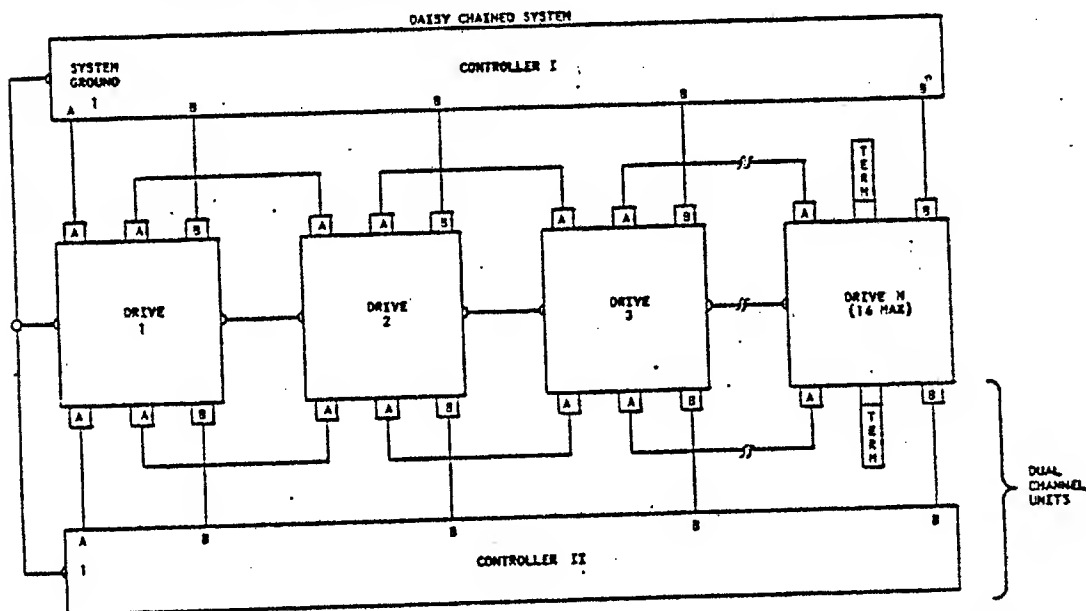 DAISY CHAINED SYSTEM
SYSTEM
GROUND
CONTROLLER I
A 1 B B B
A A B
A A B
A A B
A TERM B
DRIVE
1
DRIVE
2
DRIVE
3
DRIVE N
(16 MAX)
A A B
A A B
A A B
A TERM B
DUAL
CHANNEL
UNITS
A B B B B
1
CONTROLLER II